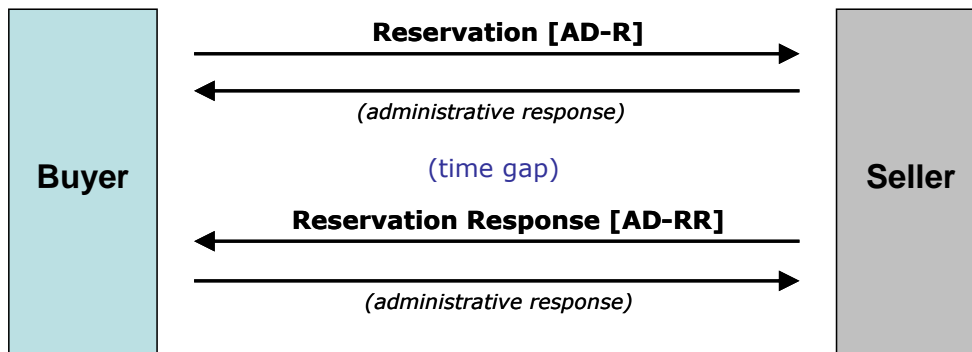 Reservation [AD-R]
(administrative response)
(time gap)
Buyer
Seller
Reservation Response [AD-RR]
(administrative response)